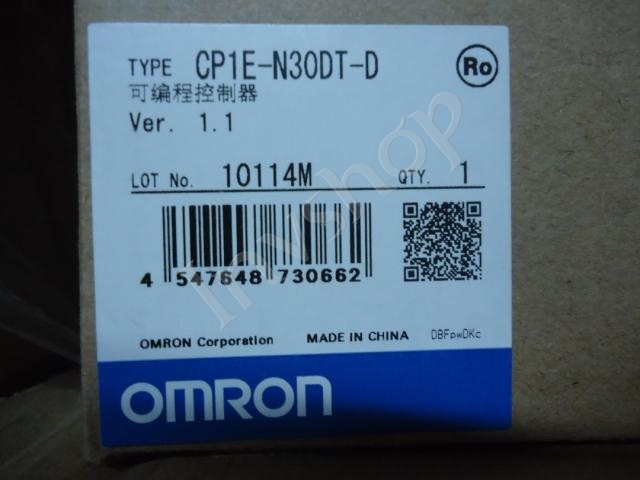 TYPE CP1E-N30DT-D
Ro
可编程控制器
Ver. 1.1
LOT No. 10114M QTY. 1
4 547648 730662
OMRON Corporation MADE IN CHINA DBFpwDKc
OMRON
Invshop